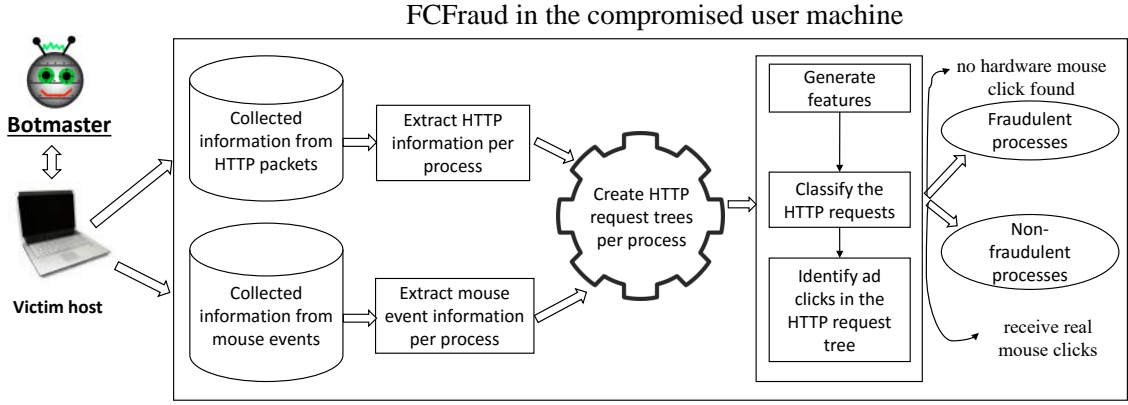 FCFraud in the compromised user machine
Botmaster
Victim host
Collected
information from
HTTP packets
Extract HTTP
information per
process
Collected
information from
mouse events
Extract mouse
event information
per process
Create HTTP
request trees
per process
Generate
features
Classify the
HTTP requests
Identify ad
clicks in the
HTTP request
tree
no hardware mouse
click found
Fraudulent
processes
Non-
fraudulent
processes
receive real
mouse clicks